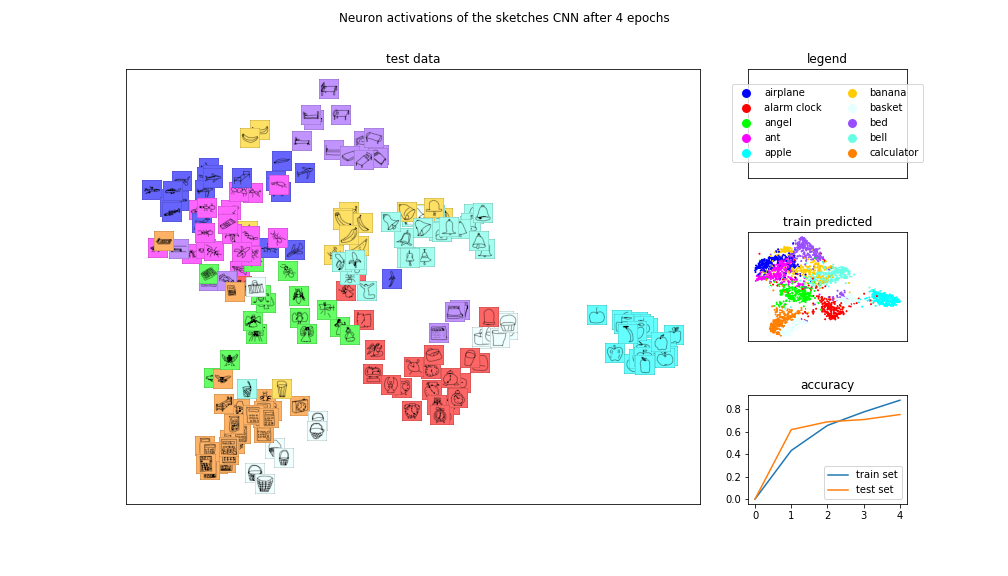 Neuron activations of the sketches CNN after 4 epochs
test data
legend
airplane
alarm clock
angel
ant
apple
banana
basket
bed
bell
calculator
train predicted
accuracy
0.8
0.6
0.4
0.2
0.0
train set
test set
0 1 2 3 4